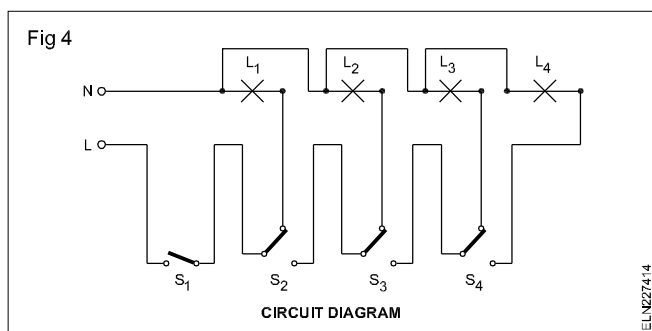 Fig 4
L1 L2 L3 L4
N
L
S1 S2 S3 S4
CIRCUIT DIAGRAM
ELN227414